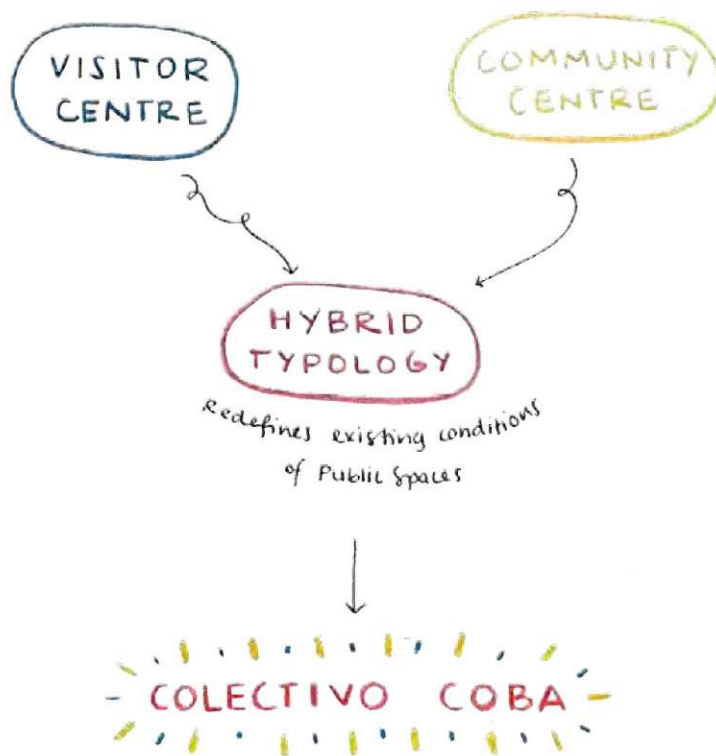 VISITOR
CENTRE
COMMUNITY
CENTRE
HYBRID
TYPOLOGY
Redefines existing conditions
of Public Spaces
COLECTIVO COBA